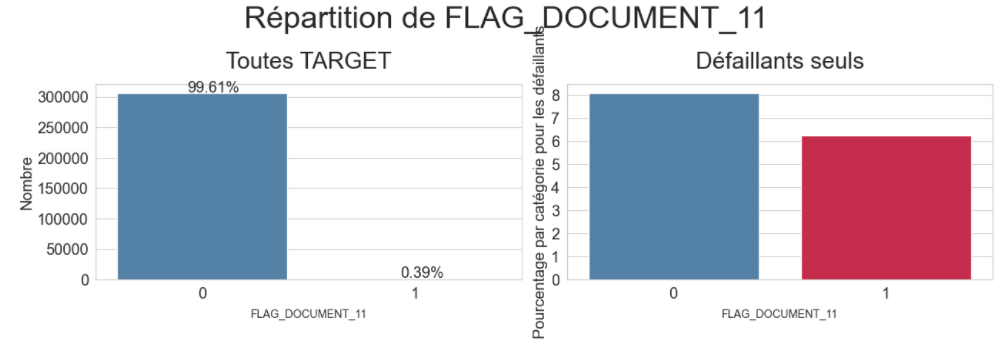 Répartition de FLAG_DOCUMENT_11
Toutes TARGET
Nombre
300000
250000
200000
150000
100000
50000
0
99.61%
0.39%
0 1
FLAG_DOCUMENT_11
Défaillants seuls
Pourcentage par catégorie pour les défaillants
8
7
6
5
4
3
2
1
0
0 1
FLAG_DOCUMENT_11